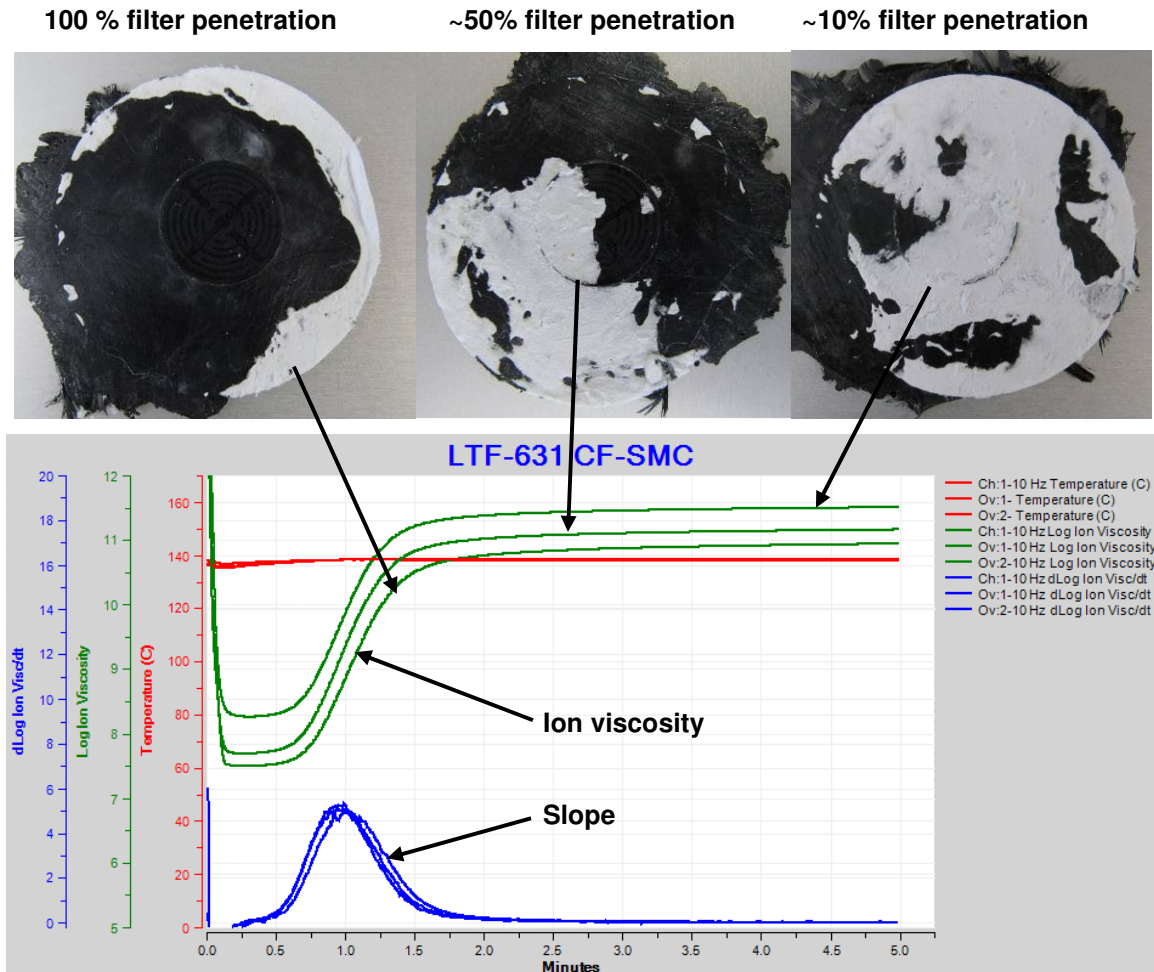 100 % filter penetration
~50% filter penetration
~10% filter penetration
LTF-631 CF-SMC
20
18
16
14
12
10
8
6
4
2
0
dLog Ion Visc/dt
12
11
10
9
8
7
6
5
Log Ion Viscosity
160
140
120
100
80
60
40
20
0
Temperature (C)
Ch:1-10 Hz Temperature (C)
Ov:1- Temperature (C)
Ov:2- Temperature (C)
Ch:1-10 Hz Log Ion Viscosity
Ov:1-10 Hz Log Ion Viscosity
Ov:2-10 Hz Log Ion Viscosity
Ch:1-10 Hz dLog Ion Visc/dt
Ov:1-10 Hz dLog Ion Visc/dt
Ov:2-10 Hz dLog Ion Visc/dt
Ion viscosity
Slope
0.0 0.5 1.0 1.5 2.0 2.5 3.0 3.5 4.0 4.5 5.0
Minutes